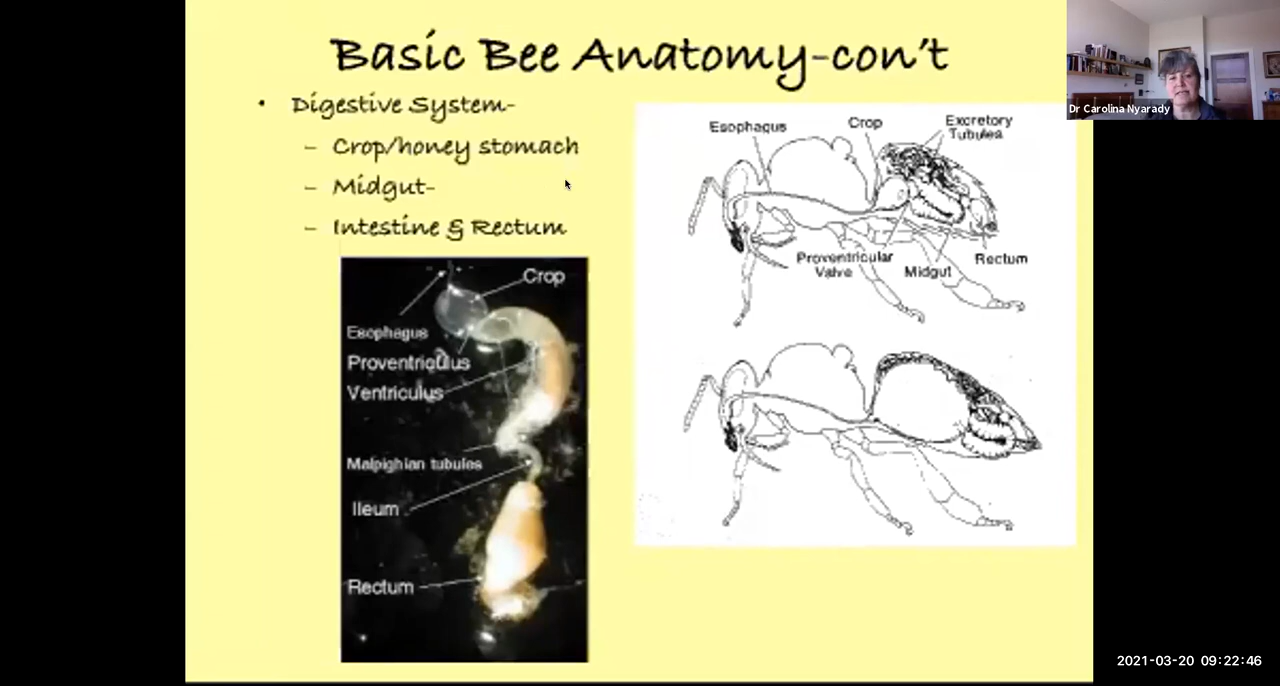 Basic Bee Anatomy-con't
• Digestive System-
– Crop/honey stomach
– Midgut-
– Intestine & Rectum
Crop
Esophagus
Proventriculus
Ventriculus
Malpighian tubules
Ileum
Rectum
Esophagus
Crop
Excretory
Tubules
Proventricular
Valve
Midgut
Rectum
Dr Carolina Nyarady
2021-03-20 09:22:46